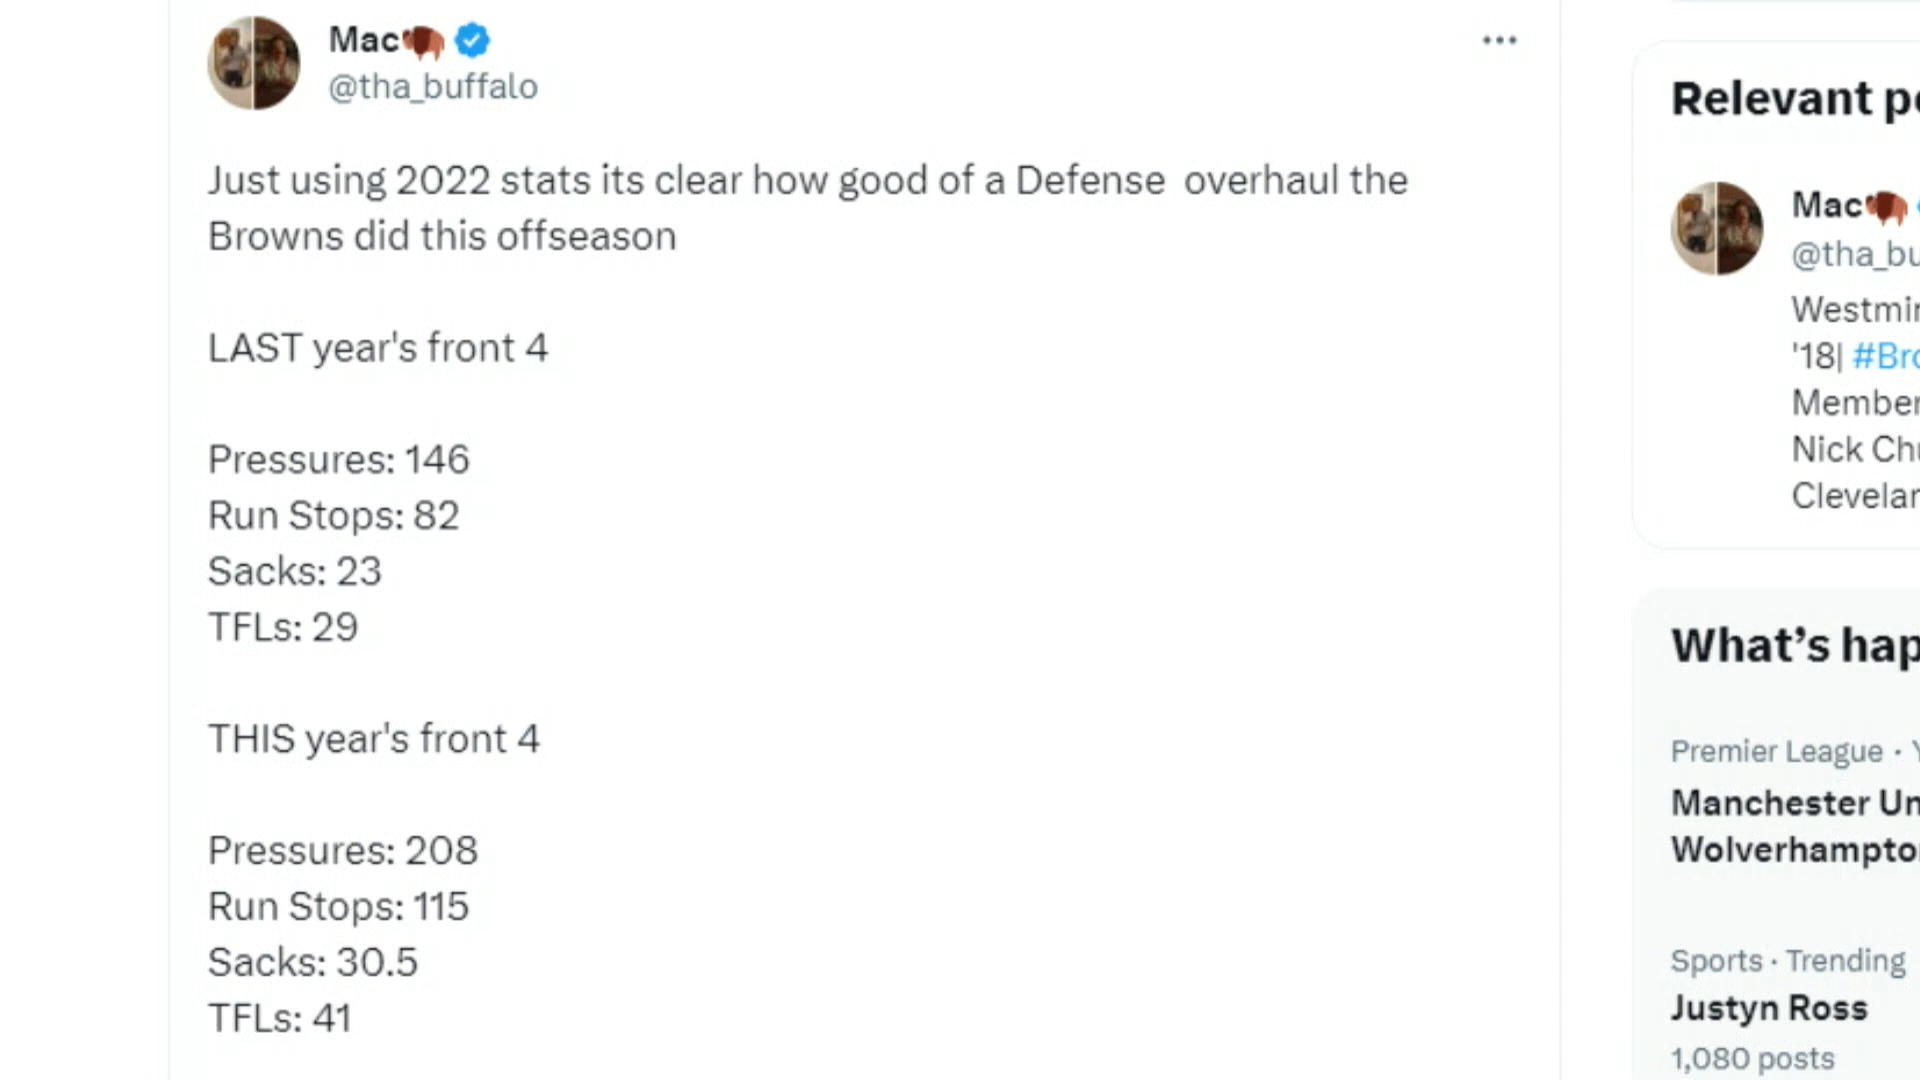 Mac
@tha_buffalo
Just using 2022 stats its clear how good of a Defense  overhaul the
Browns did this offseason
LAST year's front 4
Pressures: 146
Run Stops: 82
Sacks: 23
TFLs: 29
THIS year's front 4
Pressures: 208
Run Stops: 115
Sacks: 30.5
TFLs: 41
Relevant
Mac
@tha_bu
'18| #Bro
Member
Nick Chu
Clevelan
What's hap
Premier League ·
Manchester Un
Wolverhampto
Sports · Trending
Justyn Ross
1,080 posts